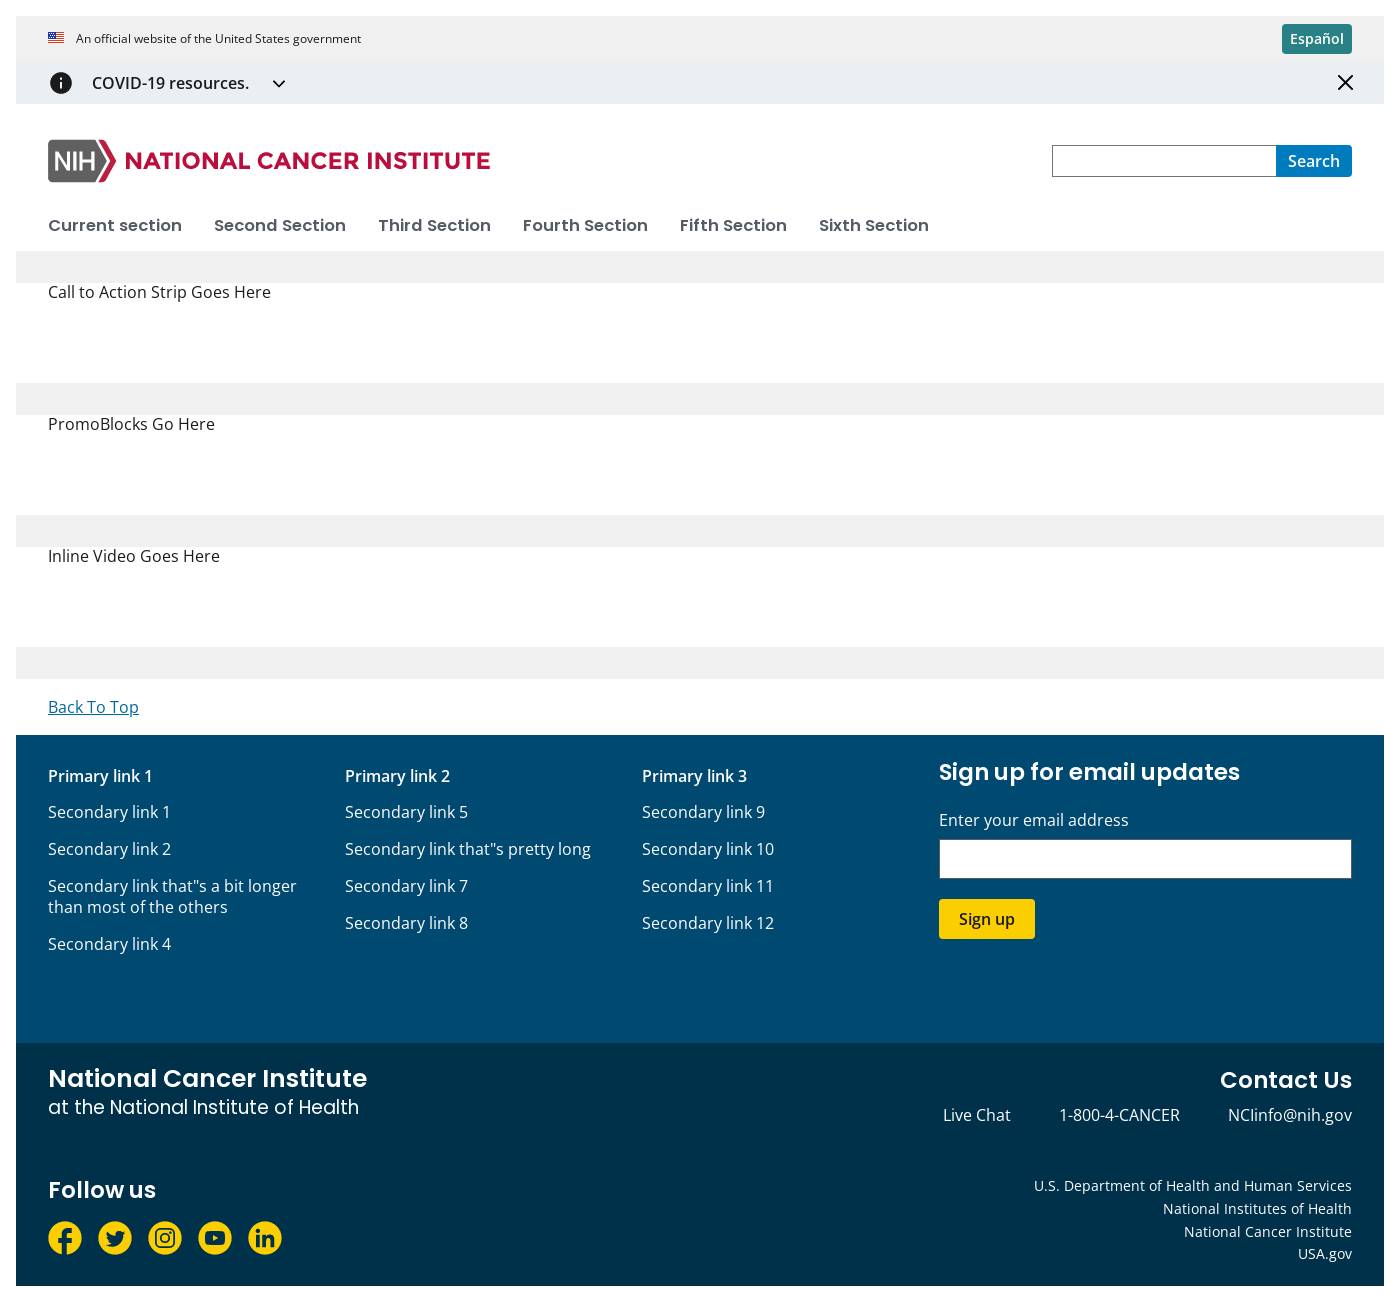 An official website of the United States government
Español
COVID-19 resources.
NIH NATIONAL CANCER INSTITUTE
Search
Current section Second Section Third Section Fourth Section Fifth Section Sixth Section
Call to Action Strip Goes Here
PromoBlocks Go Here
Inline Video Goes Here
Back To Top
Primary link 1
Secondary link 1
Secondary link 2
Secondary link that"s a bit longer
than most of the others
Secondary link 4
Primary link 2
Secondary link 5
Secondary link that"s pretty long
Secondary link 7
Secondary link 8
Primary link 3
Secondary link 9
Secondary link 10
Secondary link 11
Secondary link 12
Sign up for email updates
Enter your email address
Sign up
National Cancer Institute
at the National Institute of Health
Contact Us
Live Chat 1-800-4-CANCER NCIinfo@nih.gov
Follow us
U.S. Department of Health and Human Services
National Institutes of Health
National Cancer Institute
USA.gov